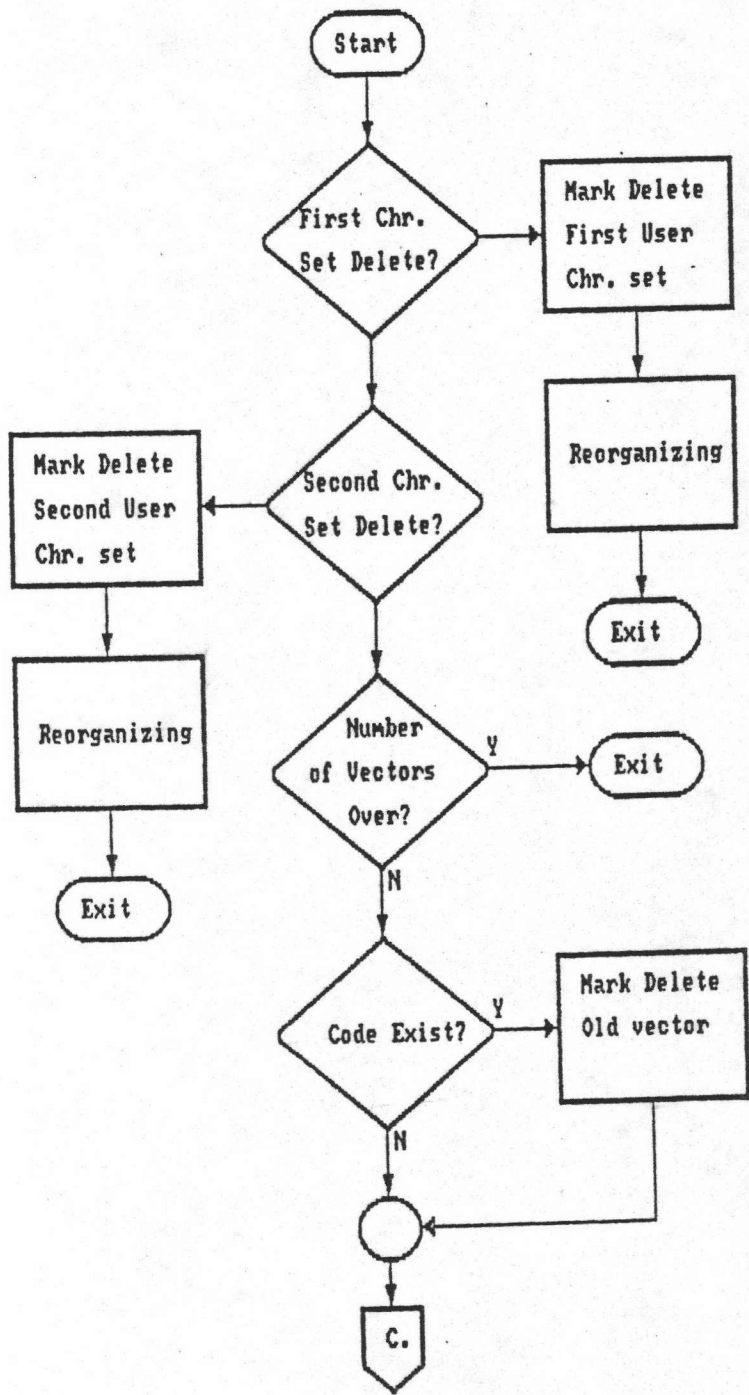 Start
First Chr.
Set Delete?
Mark Delete
First User
Chr. set
Reorganizing
Exit
Second Chr.
Set Delete?
Mark Delete
Second User
Chr. set
Reorganizing
Exit
Number
of Vectors
Over?
Y
Exit
N
Code Exist?
Y
Mark Delete
Old vector
N
C.